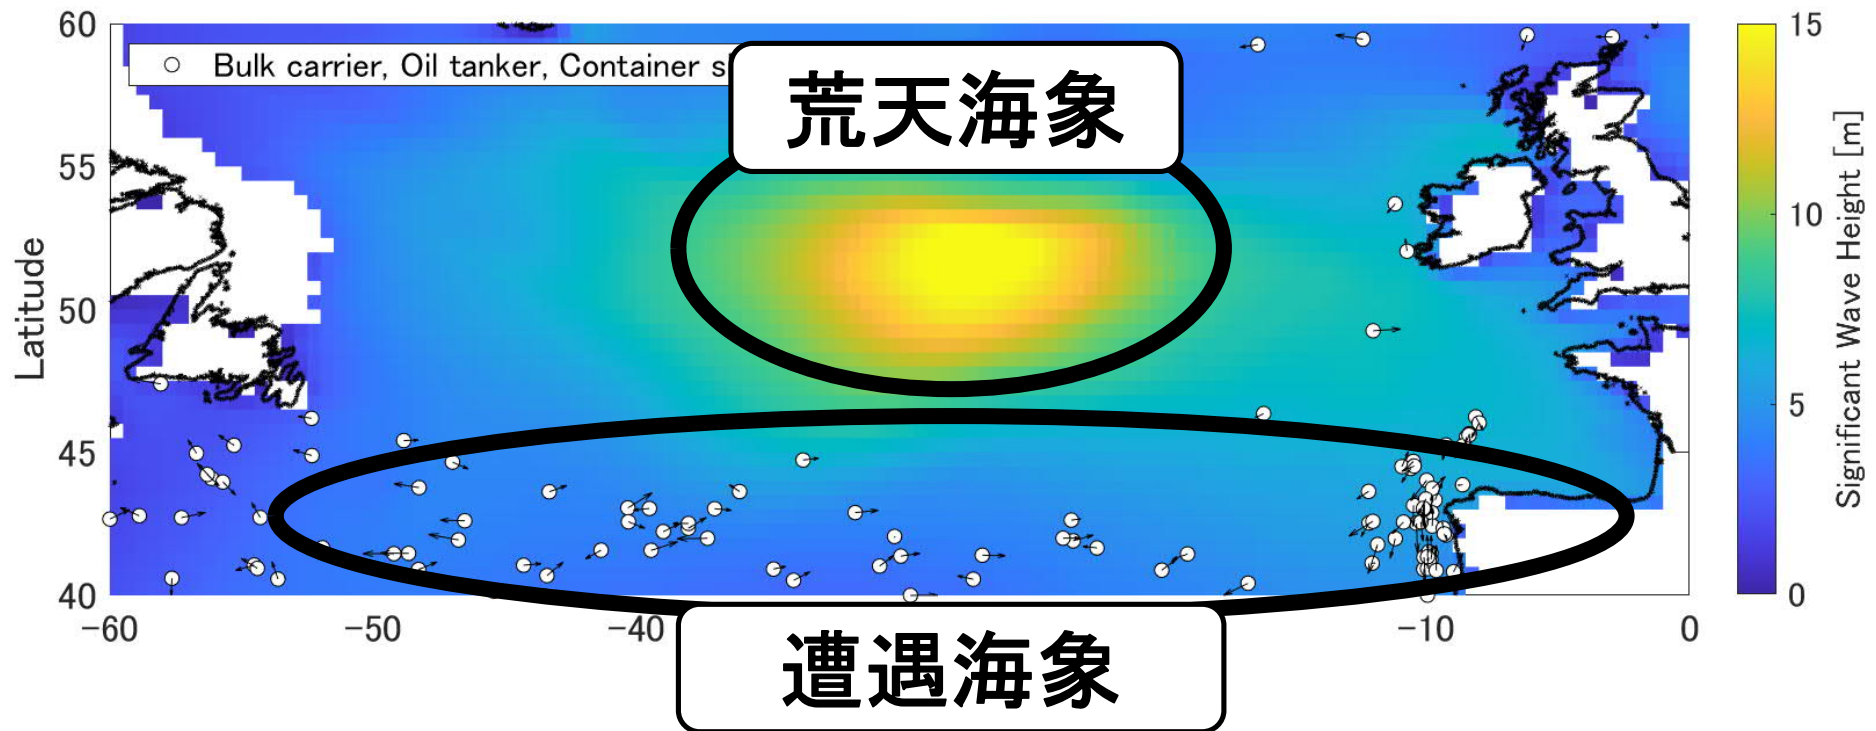 60
55
50
45
40
Latitude
Bulk carrier, Oil tanker, Container
荒天海象
遭遇海象
-60
-50
-40
-10
0
15
10
5
0
Significant Wave Height [m]